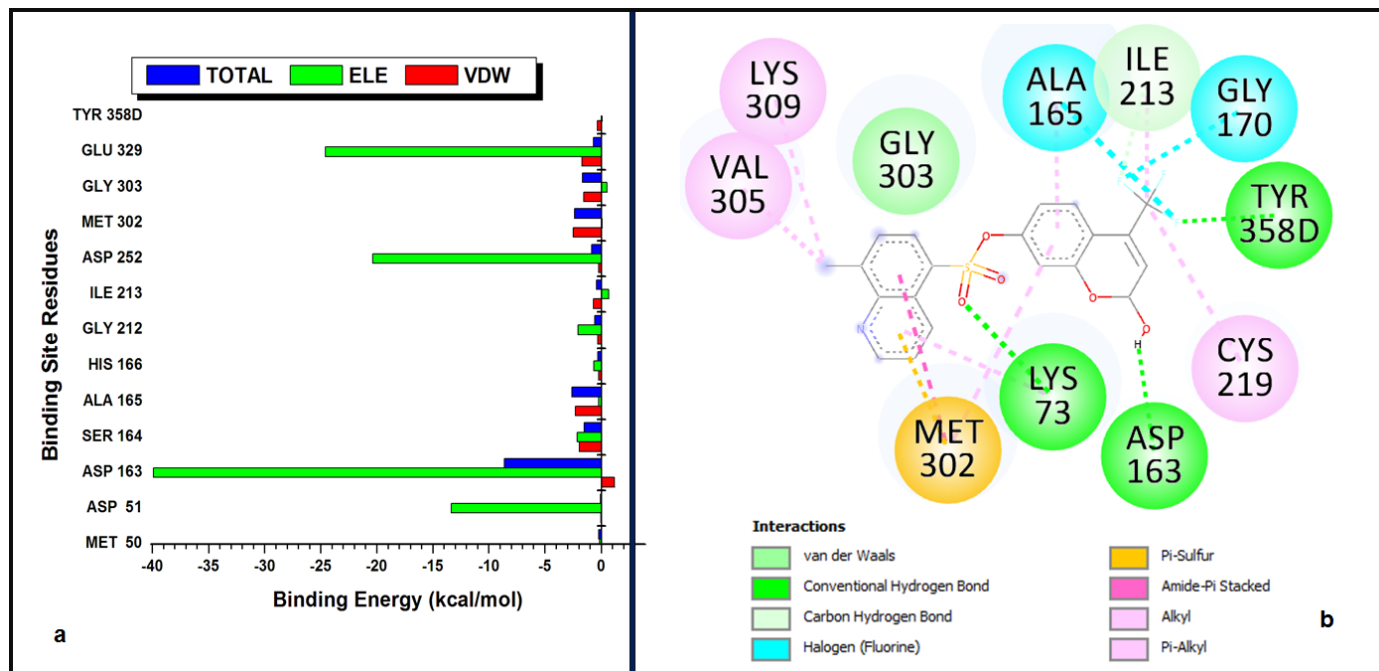 TOTAL ELE VDW
Binding Site Residues
TYR 358D
GLU 329
GLY 303
MET 302
ASP 252
ILE 213
GLY 212
HIS 166
ALA 165
SER 164
ASP 163
ASP 51
MET 50
-40 -35 -30 -25 -20 -15 -10 -5 0
Binding Energy (kcal/mol)
a
LYS
309
VAL
305
GLY
303
ALA
165
ILE
213
GLY
170
TYR
358D
CYS
219
LYS
73
ASP
163
MET
302
O
S
O
O
N
O
O
H
Interactions
van der Waals
Conventional Hydrogen Bond
Carbon Hydrogen Bond
Halogen (Fluorine)
Pi-Sulfur
Amide-Pi Stacked
Alkyl
Pi-Alkyl
b